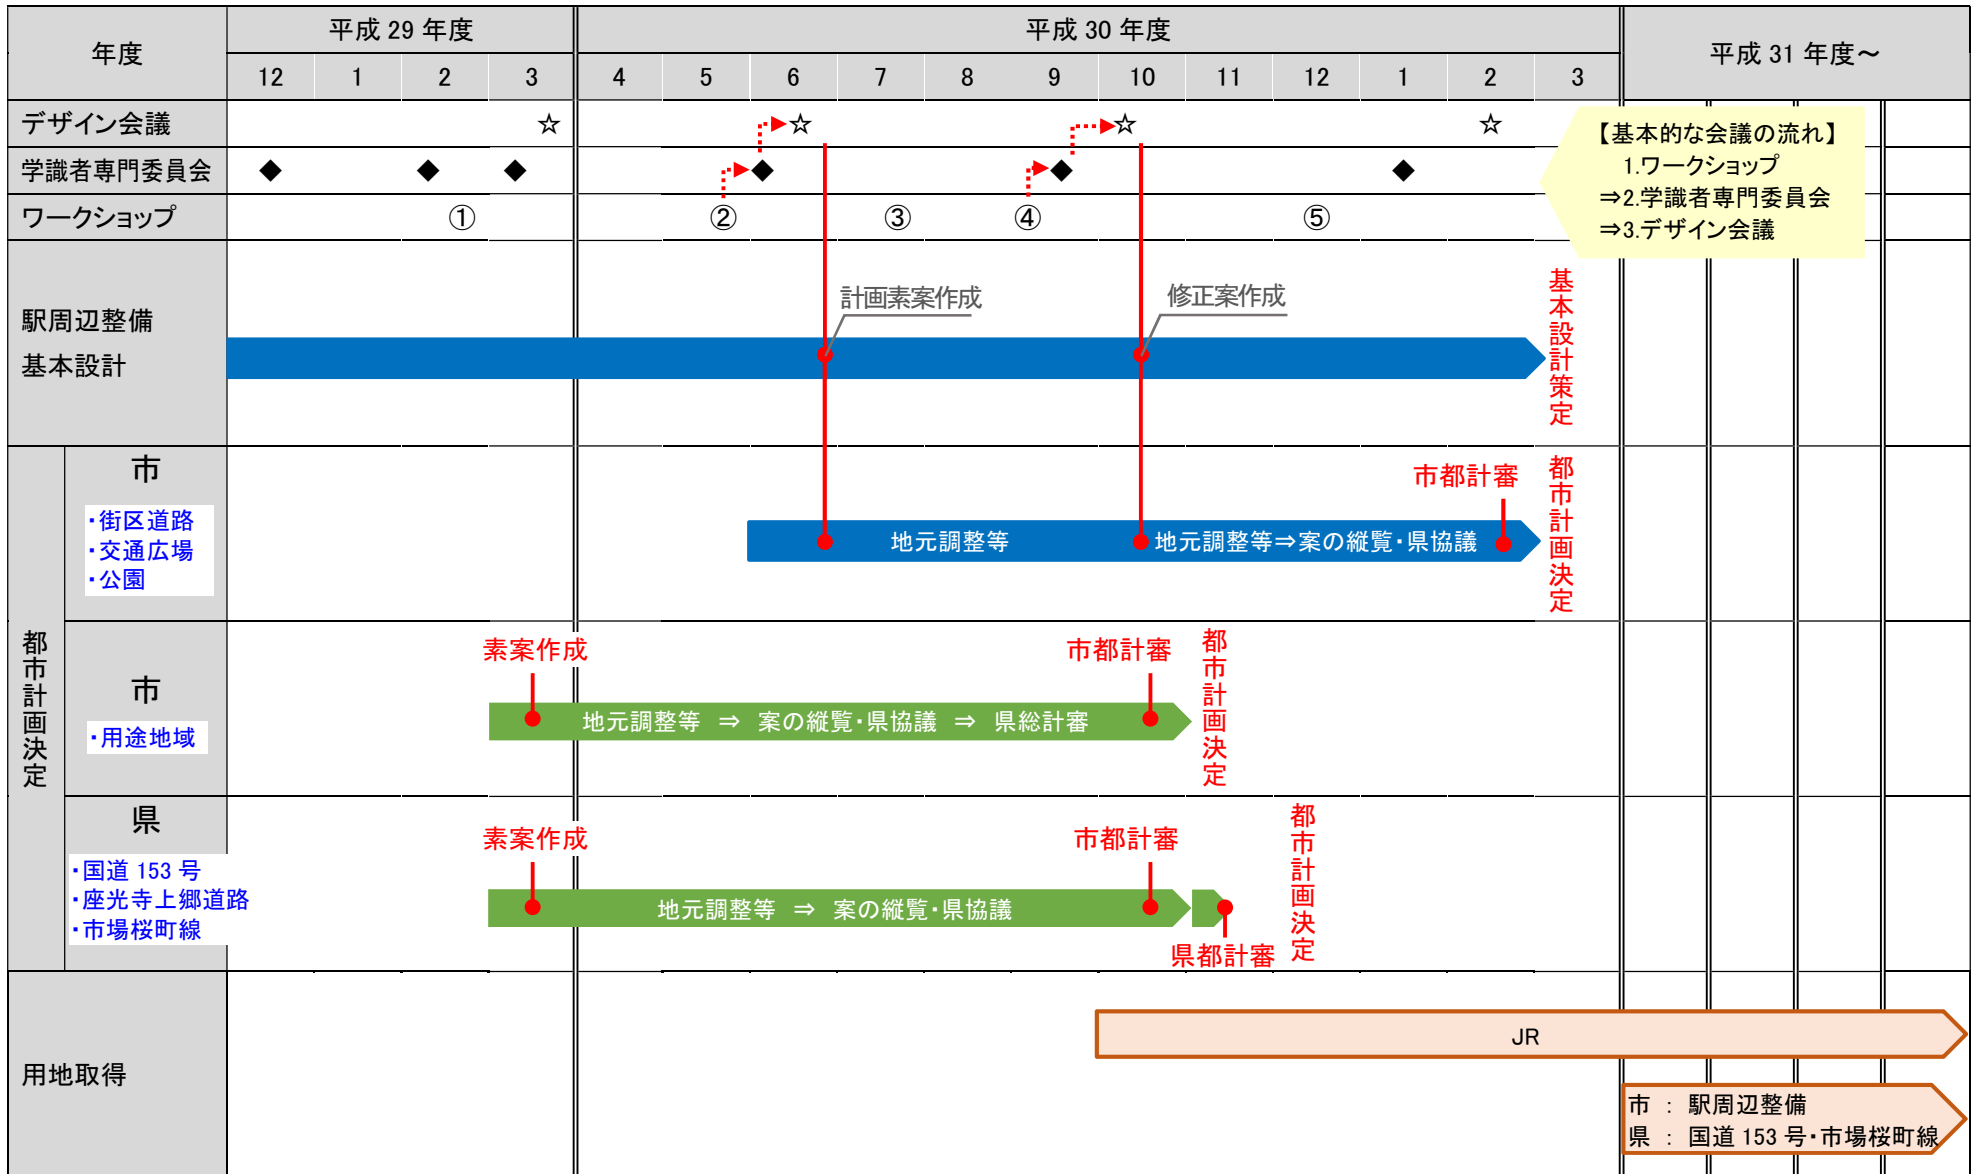 年度
平成 29 年度
平成 30 年度
平成 31 年度～
12 1 2 3 4 5 6 7 8 9 10 11 12 1 2 3
デザイン会議
☆ ☆ ☆ ☆
学識者専門委員会
◆ ◆ ◆ ◆ ◆ ◆
ワークショップ
① ② ③ ④ ⑤
【基本的な会議の流れ】
1.ワークショップ
⇒2.学識者専門委員会
⇒3.デザイン会議
駅周辺整備
基本設計
計画素案作成
修正案作成
基本設計策定
都市計画決定
市
・街区道路
・交通広場
・公園
地元調整等
地元調整等⇒案の縦覧・県協議
市都計審
都市計画決定
市
・用途地域
素案作成
地元調整等 ⇒ 案の縦覧・県協議 ⇒ 県総計審
市都計審
都市計画決定
県
・国道 153 号
・座光寺上郷道路
・市場桜町線
素案作成
地元調整等 ⇒ 案の縦覧・県協議
市都計審
県都計審
都市計画決定
用地取得
JR
市 ： 駅周辺整備
県 ： 国道 153 号・市場桜町線